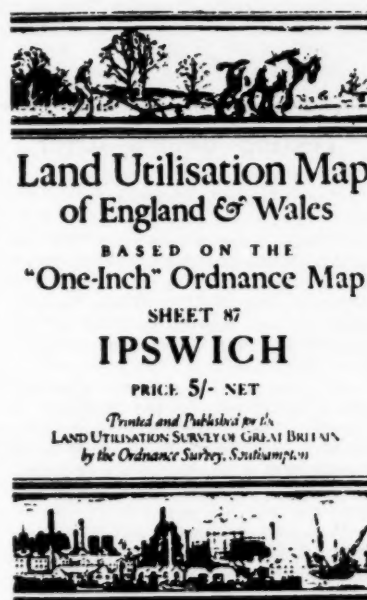 Land Utilisation Map
of England & Wales
BASED ON THE
"One-Inch" Ordnance Map
SHEET 87
IPSWICH
PRICE 5/- NET
Printed and Published for the
LAND UTILISATION SURVEY OF GREAT BRITAIN
by the Ordnance Survey, Southampton